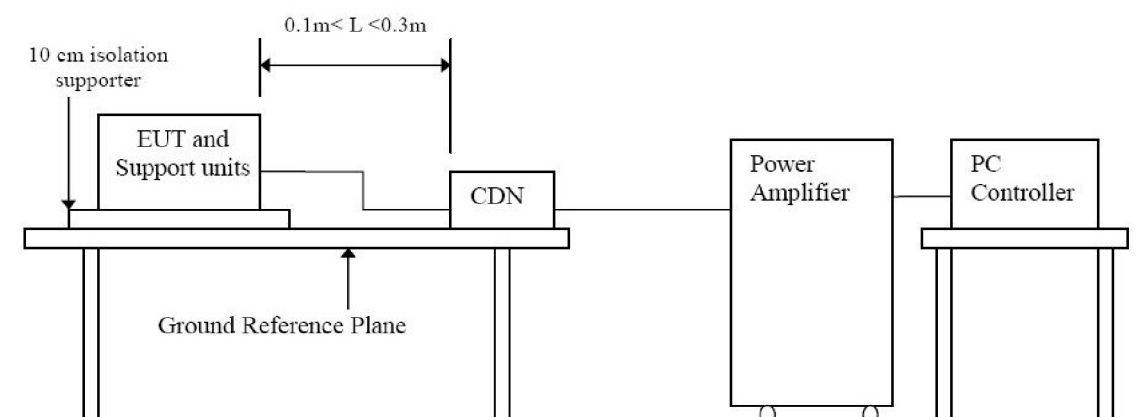 0.1m< L <0.3m
10 cm isolation
supporter
EUT and
Support units
CDN
Power
Amplifier
PC
Controller
Ground Reference Plane